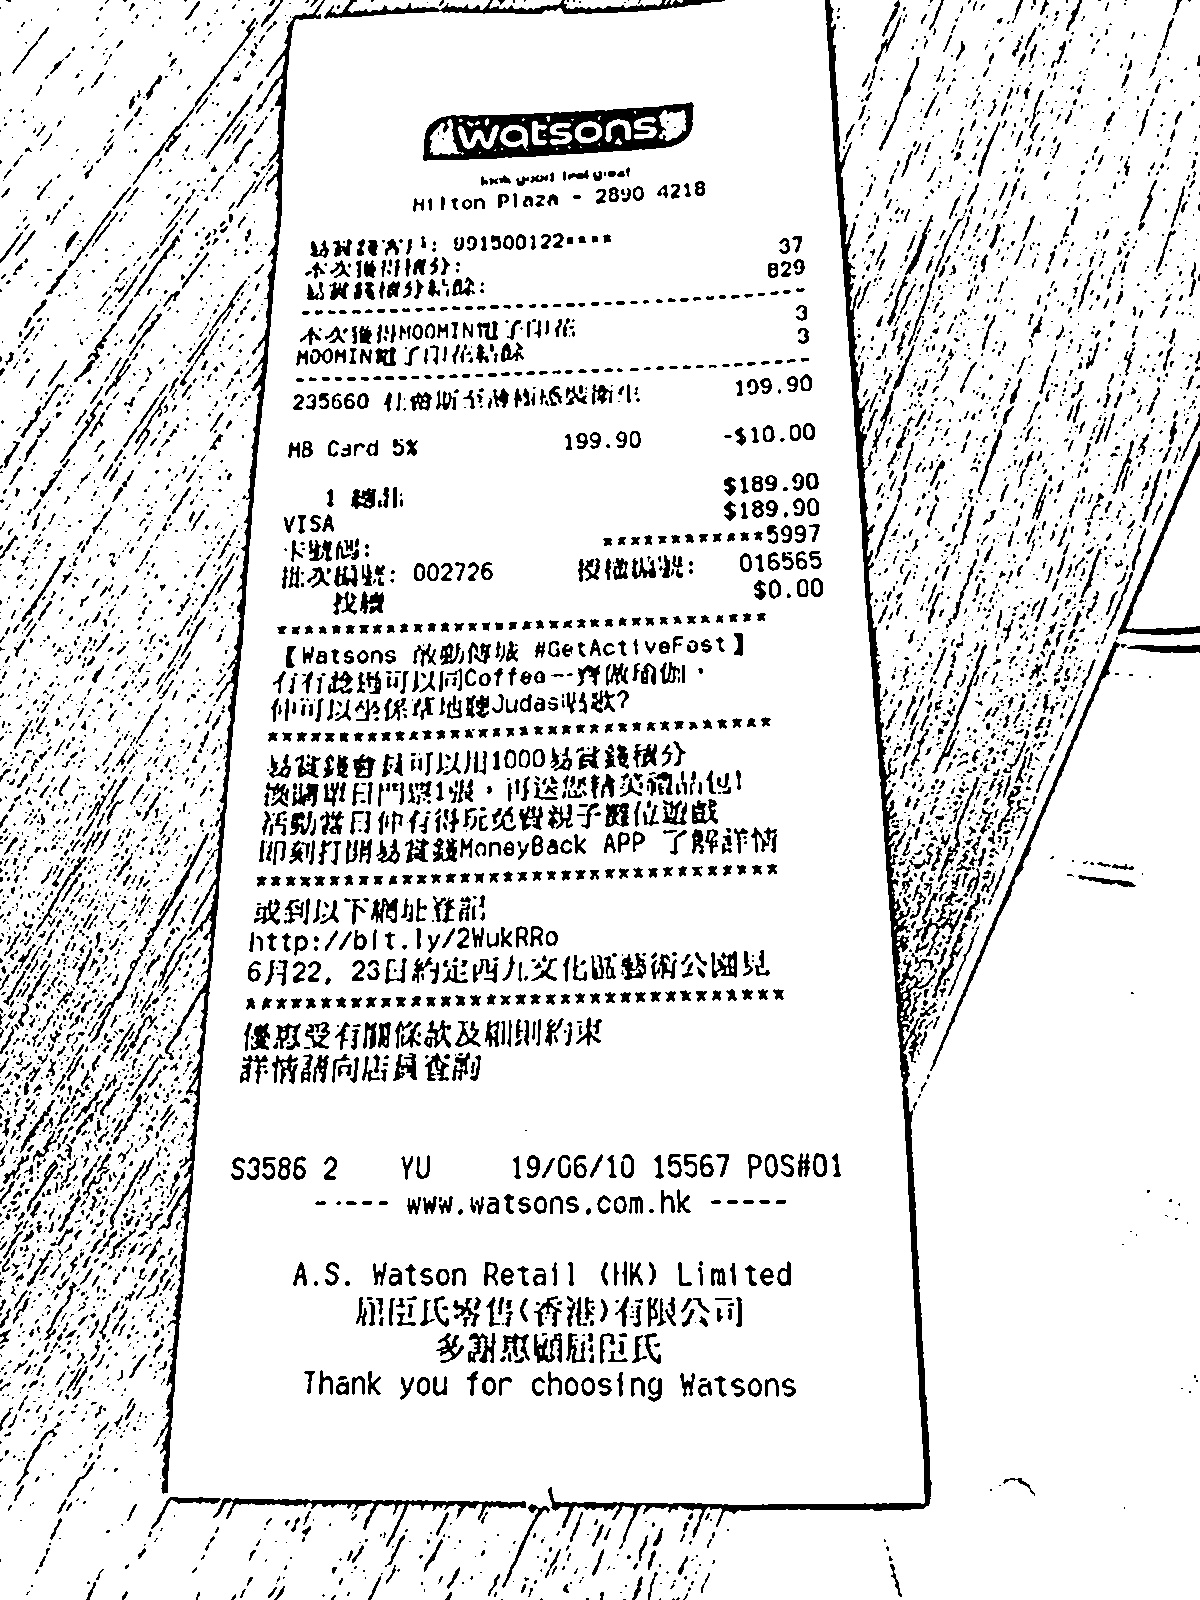 watsons
look good feel great
Hilton Plaza - 2890 4218
易賞錢客戶: 901500122****
本次獲得積分: 37
易賞錢積分結餘: 829
本次獲得MOOMIN電子印花 3
MOOMIN電子印花結餘 3
235660 199.90
MB Card 5% 199.90 -$10.00
1 總計 $189.90
VISA $189.90
卡號碼: ************5997
批次編號: 002726 授權編號: 016565
找續 $0.00
************************************
【Watsons 啟動傳城 #GetActiveFast】
有冇諗過可以同Coffee一齊做瑜伽，
仲可以坐係草地聽Judas唱歌?
************************************
易賞錢會員可以用1000易賞錢積分
換購單日門票1張，再送您精美禮品包!
活動當日仲有得玩免費親子攤位遊戲
即刻打開易賞錢MoneyBack APP 了解詳情
************************************
或到以下網址登記
http://bit.ly/2WukRRo
6月22, 23日約定西九文化區藝術公園見
************************************
優惠受有關條款及細則約束
詳情請向店員查詢
S3586 2 YU 19/06/10 15567 POS#01
----- www.watsons.com.hk -----
A.S. Watson Retail (HK) Limited
屈臣氏零售(香港)有限公司
多謝惠顧屈臣氏
Thank you for choosing Watsons